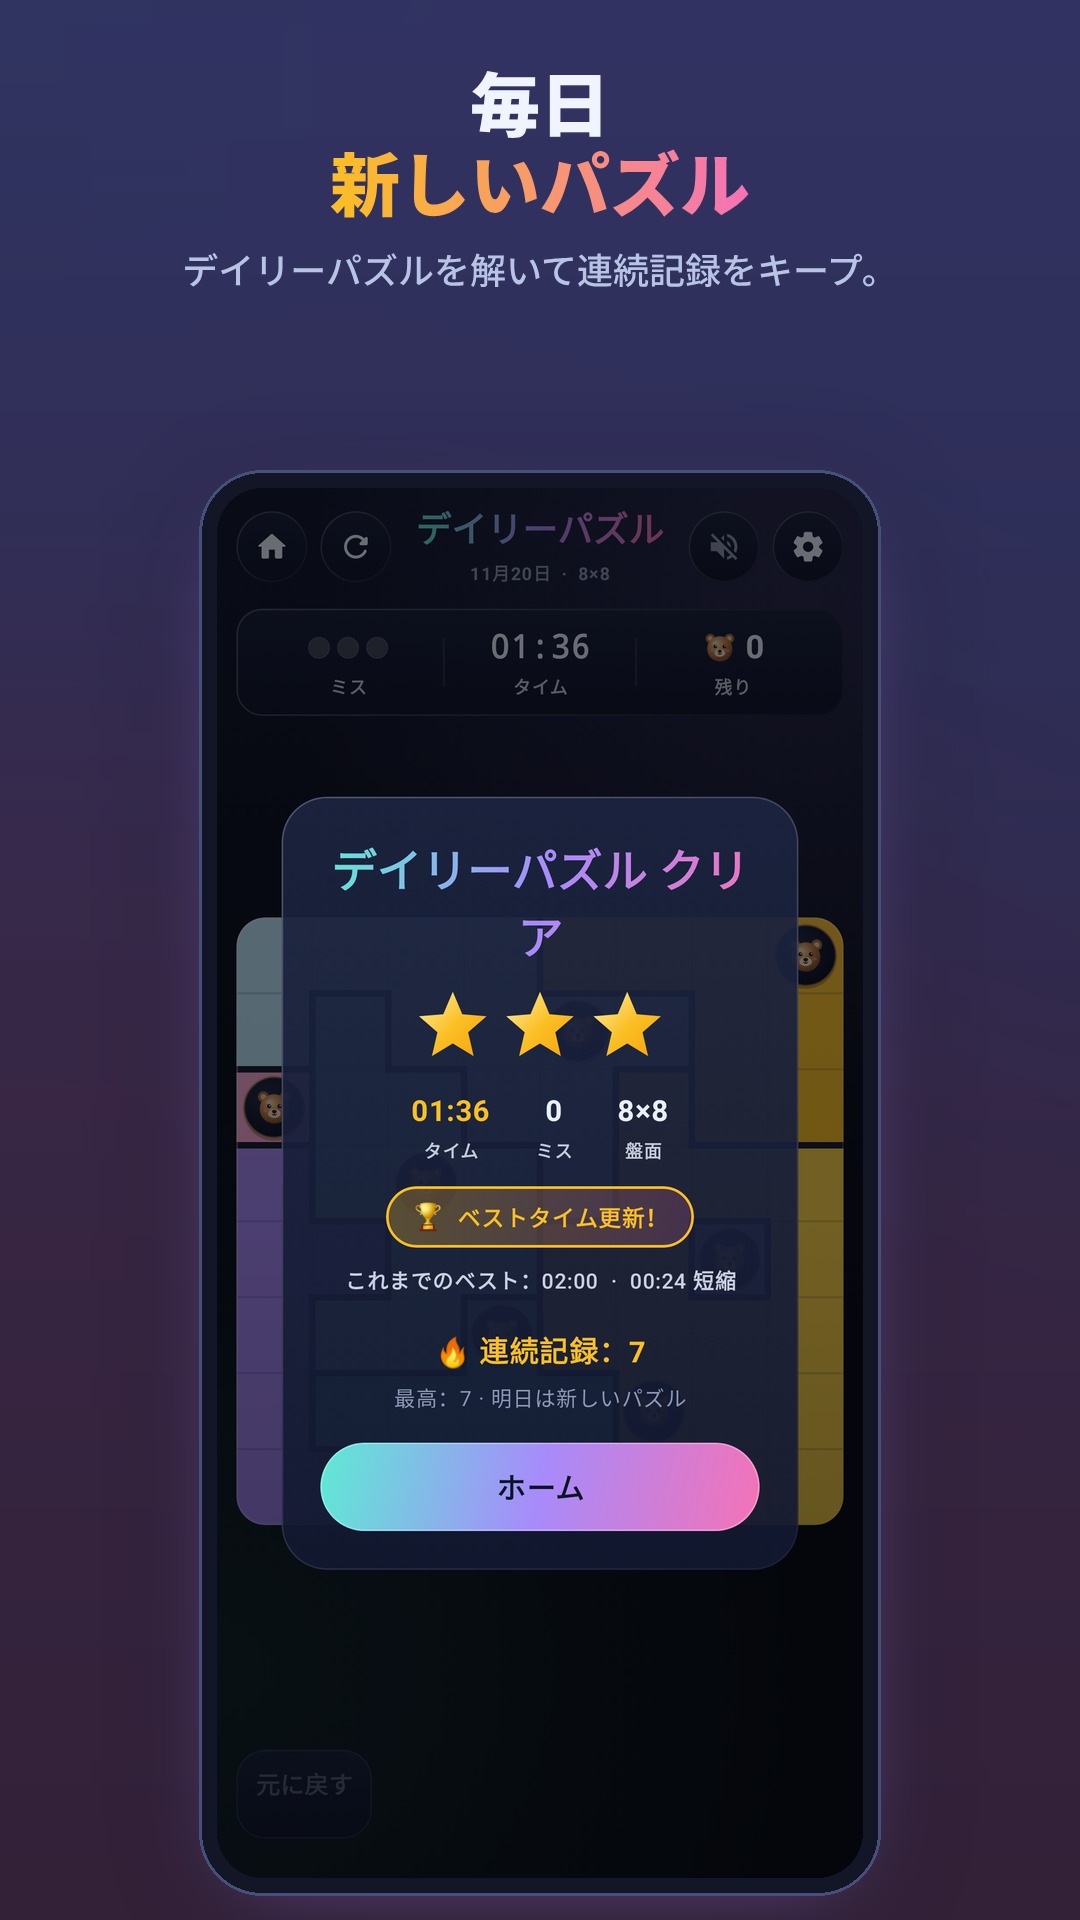 毎日
新しいパズル
デイリーパズルを解いて連続記録をキープ。
デイリーパズル
11月20日 · 8×8
01:36
0
ミス
タイム
残り
デイリーパズル クリ
ア
01:36
0
8×8
タイム
ミス
盤面
ベストタイム更新！
これまでのベスト：02:00 · 00:24 短縮
連続記録：7
最高：7 · 明日は新しいパズル
ホーム
元に戻す